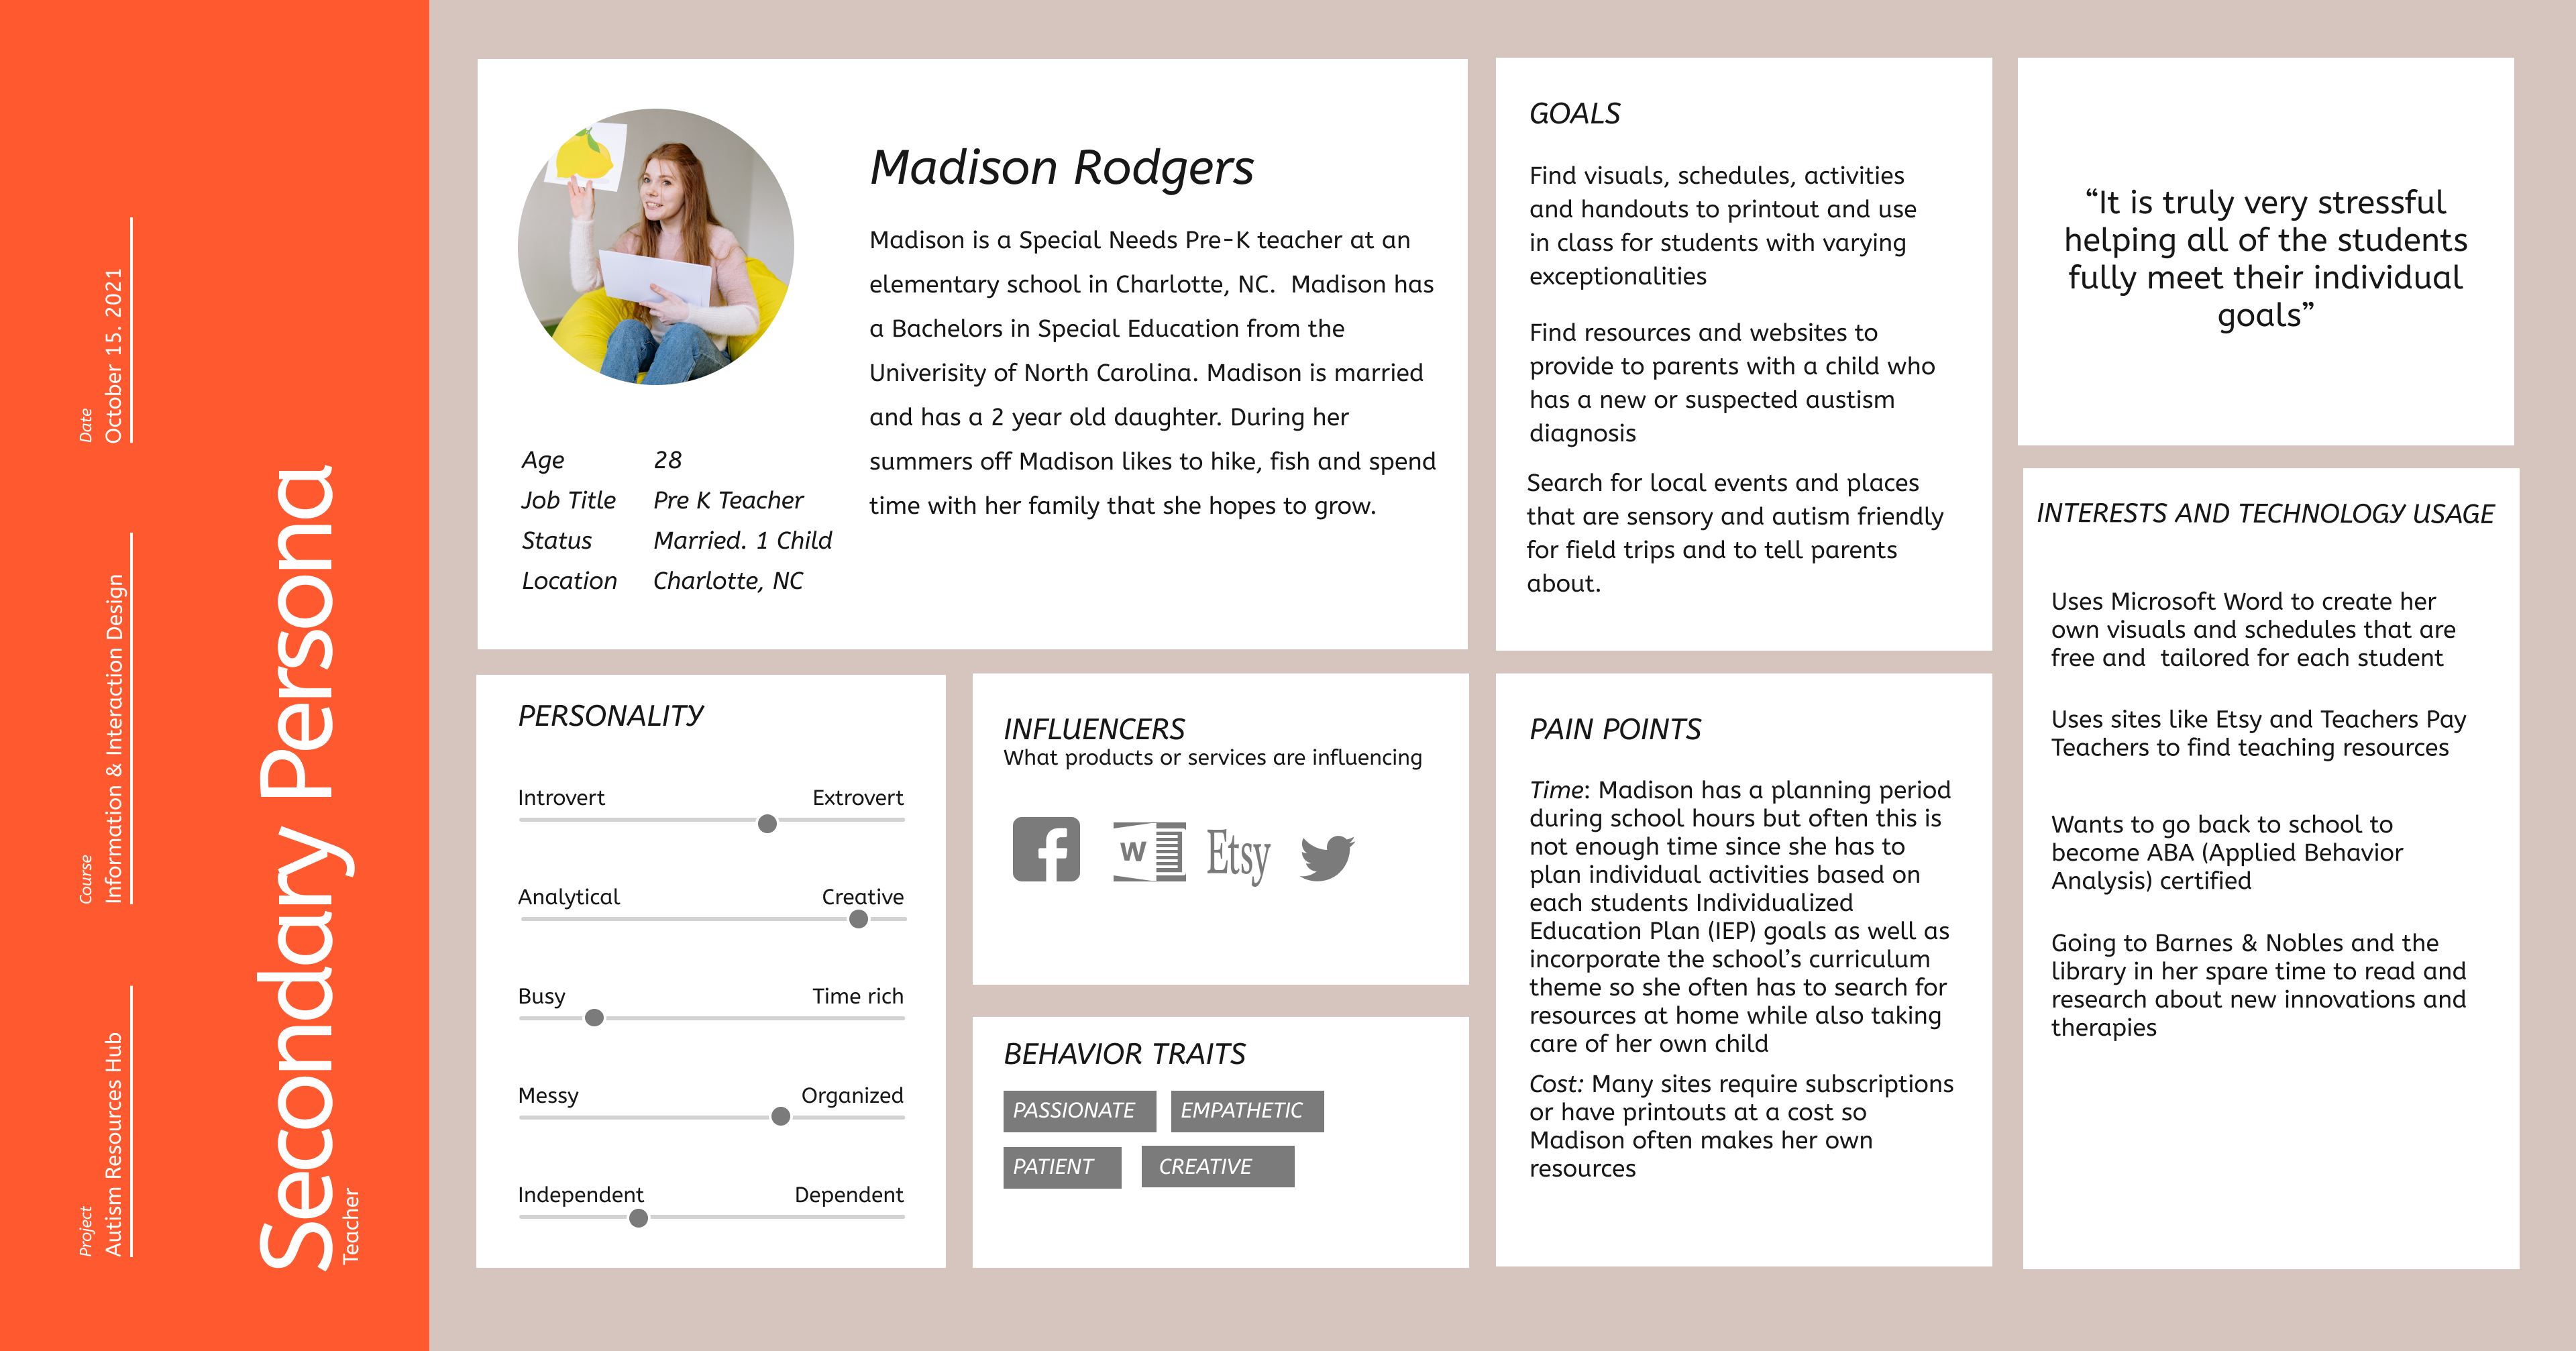 Date
October 15. 2021
Course
Information & Interaction Design
Project
Autism Resources Hub
Secondary Persona
Teacher
Madison Rodgers
Madison is a Special Needs Pre-K teacher at an
elementary school in Charlotte, NC.  Madison has
a Bachelors in Special Education from the
Univerisity of North Carolina. Madison is married
and has a 2 year old daughter. During her
summers off Madison likes to hike, fish and spend
time with her family that she hopes to grow.
Age 28
Job Title Pre K Teacher
Status Married. 1 Child
Location Charlotte, NC
GOALS
Find visuals, schedules, activities
and handouts to printout and use
in class for students with varying
exceptionalities
Find resources and websites to
provide to parents with a child who
has a new or suspected austism
diagnosis
Search for local events and places
that are sensory and autism friendly
for field trips and to tell parents
about.
“It is truly very stressful
helping all of the students
fully meet their individual
goals”
PERSONALITY
Introvert Extrovert
Analytical Creative
Busy Time rich
Messy Organized
Independent Dependent
INFLUENCERS
What products or services are influencing
f W Etsy
BEHAVIOR TRAITS
PASSIONATE EMPATHETIC
PATIENT CREATIVE
PAIN POINTS
Time: Madison has a planning period
during school hours but often this is
not enough time since she has to
plan individual activities based on
each students Individualized
Education Plan (IEP) goals as well as
incorporate the school’s curriculum
theme so she often has to search for
resources at home while also taking
care of her own child
Cost: Many sites require subscriptions
or have printouts at a cost so
Madison often makes her own
resources
INTERESTS AND TECHNOLOGY USAGE
Uses Microsoft Word to create her
own visuals and schedules that are
free and  tailored for each student
Uses sites like Etsy and Teachers Pay
Teachers to find teaching resources
Wants to go back to school to
become ABA (Applied Behavior
Analysis) certified
Going to Barnes & Nobles and the
library in her spare time to read and
research about new innovations and
therapies